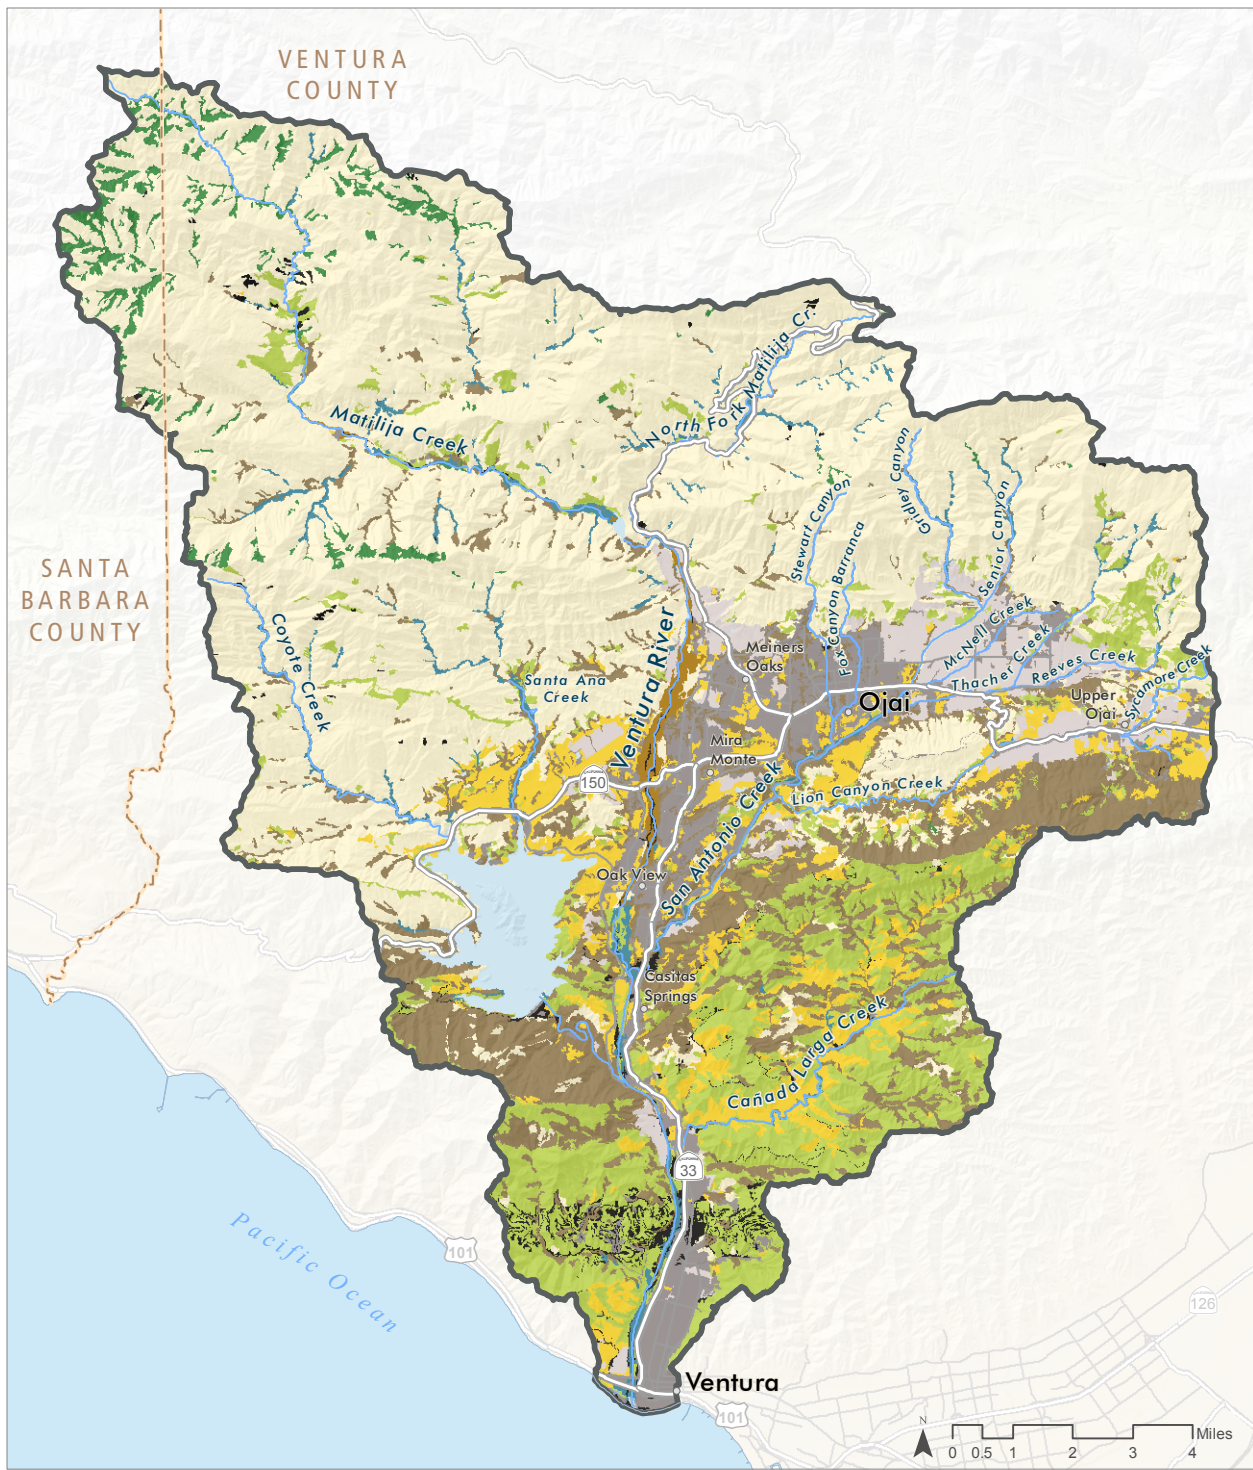 VENTURA
COUNTY
North Fork Matilija Cr.
Matilija Creek
Gridley Canyon
Stewart Canyon
Senior Canyon
Fox Canyon Barranca
SANTA
BARBARA
COUNTY
Coyote Creek
McNell Creek
Thacher Creek
Reeves Creek
Sycamore Creek
Ventura River
Meiners
Oaks
Santa Ana
Creek
Ojai
Upper
Ojai
Mira
Monte
CALIFORNIA
150
Lion Canyon Creek
San Antonio Creek
Oak View
Casitas
Springs
Cañada Larga Creek
CALIFORNIA
33
Pacific Ocean
101
126
Ventura
101
N
0 0.5 1 2 3 4
Miles